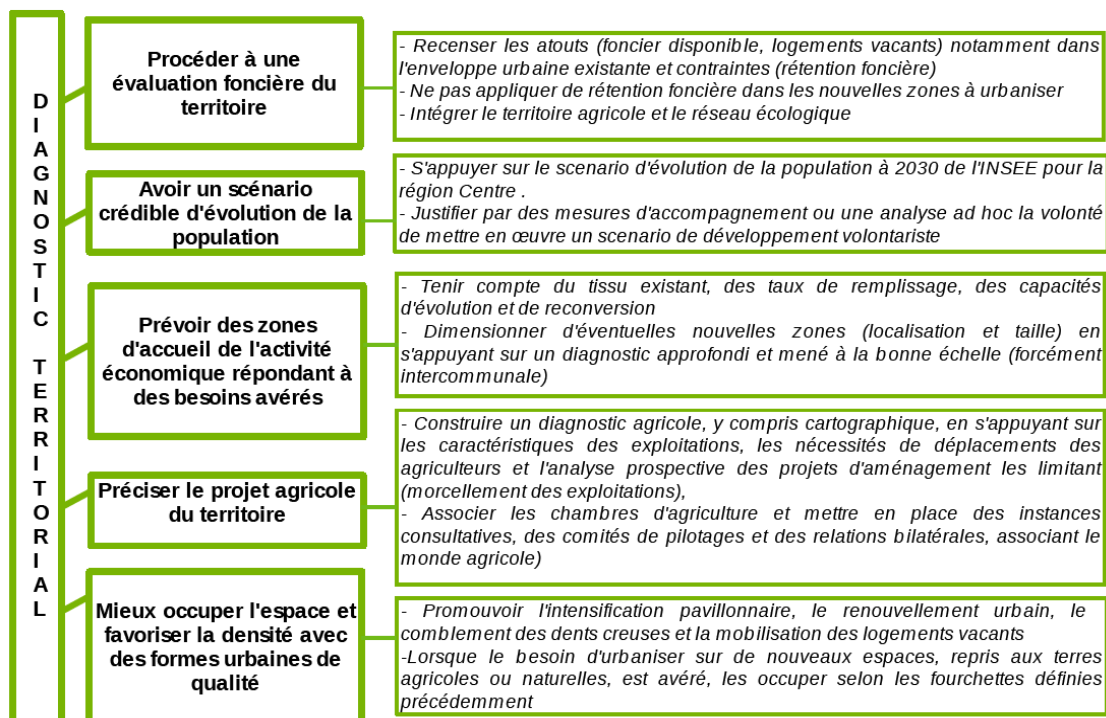 DIAGNOSTIC TERRITORIAL
Procéder à une
évaluation foncière du
territoire
- Recenser les atouts (foncier disponible, logements vacants) notamment dans
l'enveloppe urbaine existante et contraintes (rétention foncière)
- Ne pas appliquer de rétention foncière dans les nouvelles zones à urbaniser
- Intégrer le territoire agricole et le réseau écologique
Avoir un scénario
crédible d'évolution de la
population
- S'appuyer sur le scenario d'évolution de la population à 2030 de l'INSEE pour la
région Centre .
- Justifier par des mesures d'accompagnement ou une analyse ad hoc la volonté
de mettre en œuvre un scenario de développement volontariste
Prévoir des zones
d'accueil de l'activité
économique répondant à
des besoins avérés
- Tenir compte du tissu existant, des taux de remplissage, des capacités
d'évolution et de reconversion
- Dimensionner d'éventuelles nouvelles zones (localisation et taille) en
s'appuyant sur un diagnostic approfondi et mené à la bonne échelle (forcément
intercommunale)
Préciser le projet agricole
du territoire
- Construire un diagnostic agricole, y compris cartographique, en s'appuyant sur
les caractéristiques des exploitations, les nécessités de déplacements des
agriculteurs et l'analyse prospective des projets d'aménagement les limitant
(morcellement des exploitations),
- Associer les chambres d'agriculture et mettre en place des instances
consultatives, des comités de pilotages et des relations bilatérales, associant le
monde agricole)
Mieux occuper l'espace et
favoriser la densité avec
des formes urbaines de
qualité
- Promouvoir l'intensification pavillonnaire, le renouvellement urbain, le
comblement des dents creuses et la mobilisation des logements vacants
-Lorsque le besoin d'urbaniser sur de nouveaux espaces, repris aux terres
agricoles ou naturelles, est avéré, les occuper selon les fourchettes définies
précédemment